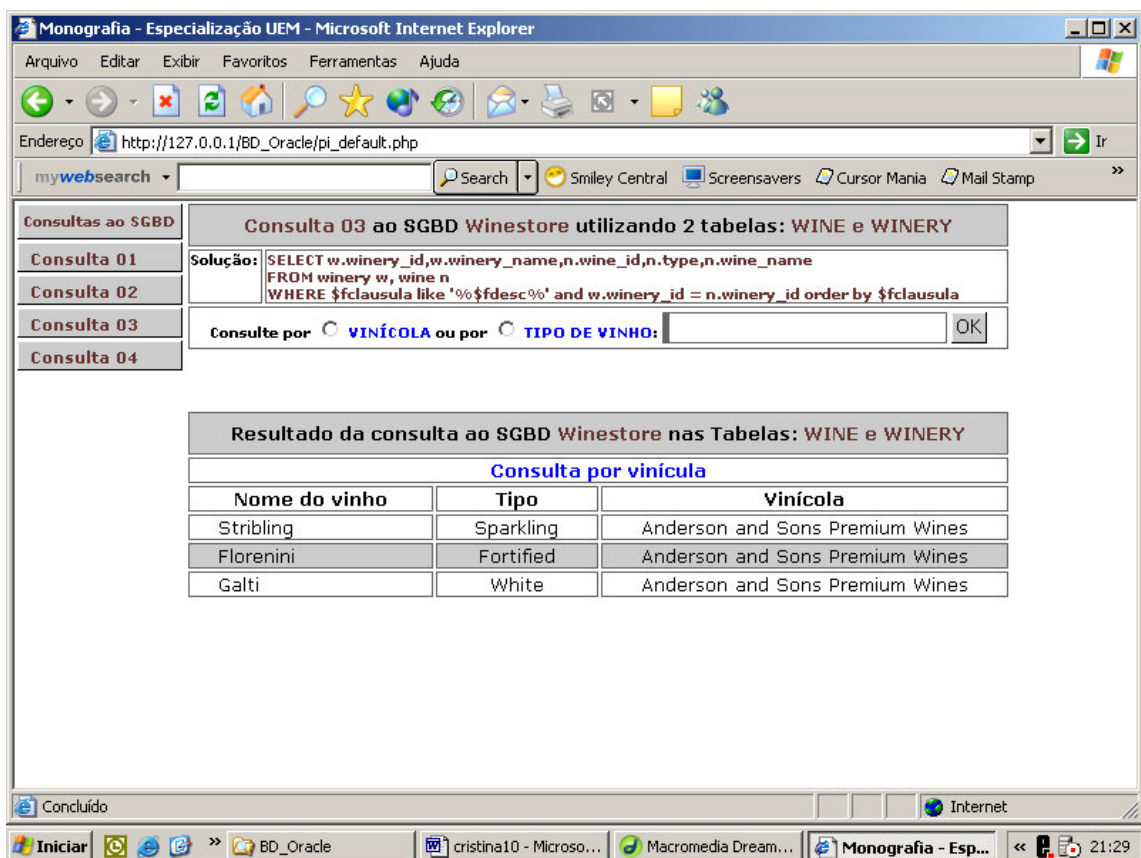 Monografia - Especialização UEM - Microsoft Internet Explorer
Arquivo Editar Exibir Favoritos Ferramentas Ajuda
Endereço http://127.0.0.1/BD_Oracle/pi_default.php Ir
mywebsearch Search Smiley Central Screensavers Cursor Mania Mail Stamp »
Consultas ao SGBD
Consulta 01
Consulta 02
Consulta 03
Consulta 04
Consulta 03 ao SGBD Winestore utilizando 2 tabelas: WINE e WINERY
Solução: SELECT w.winery_id,w.winery_name,n.wine_id,n.type,n.wine_name
FROM winery w, wine n
WHERE $fclausula like '%$fdesc%' and w.winery_id = n.winery_id order by $fclausula
Consulte por VINÍCOLA ou por TIPO DE VINHO: OK
Resultado da consulta ao SGBD Winestore nas Tabelas: WINE e WINERY
Consulta por vinícula
Nome do vinho Tipo Vinícola
Stribling Sparkling Anderson and Sons Premium Wines
Florenini Fortified Anderson and Sons Premium Wines
Galti White Anderson and Sons Premium Wines
Concluído Internet
Iniciar » BD_Oracle cristina10 - Microso... Macromedia Dream... Monografia - Esp... « 21:29